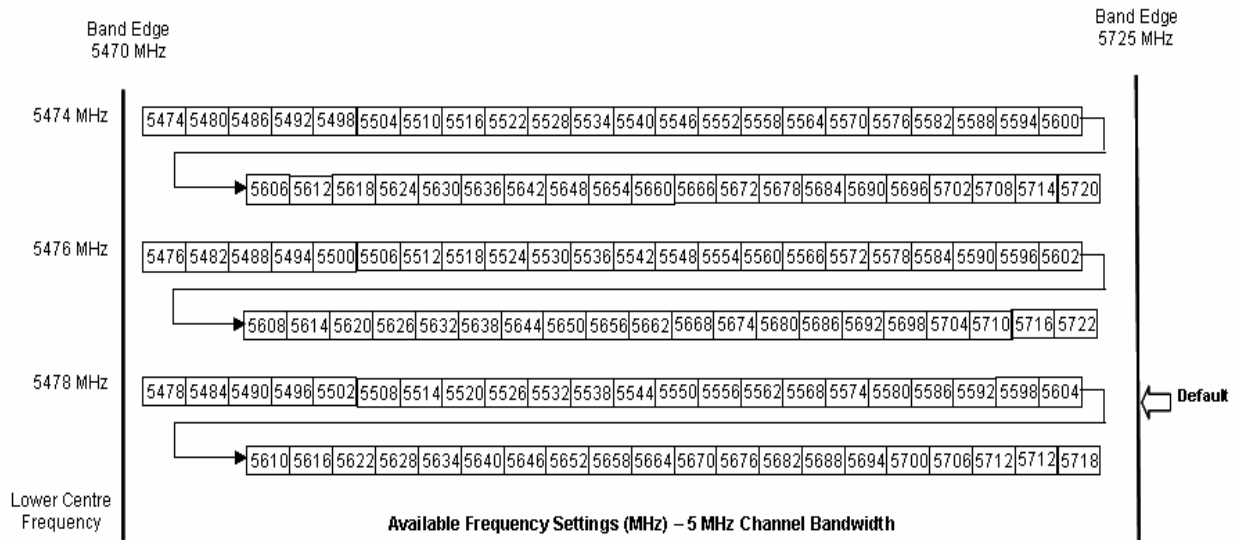 Band Edge
5470 MHz
Band Edge
5725 MHz
5474 MHz
5474 5480 5486 5492 5498 5504 5510 5516 5522 5528 5534 5540 5546 5552 5558 5564 5570 5576 5582 5588 5594 5600
5606 5612 5618 5624 5630 5636 5642 5648 5654 5660 5666 5672 5678 5684 5690 5696 5702 5708 5714 5720
5476 MHz
5476 5482 5488 5494 5500 5506 5512 5518 5524 5530 5536 5542 5548 5554 5560 5566 5572 5578 5584 5590 5596 5602
5608 5614 5620 5626 5632 5638 5644 5650 5656 5662 5668 5674 5680 5686 5692 5698 5704 5710 5716 5722
5478 MHz
5478 5484 5490 5496 5502 5508 5514 5520 5526 5532 5538 5544 5550 5556 5562 5568 5574 5580 5586 5592 5598 5604
Default
5610 5616 5622 5628 5634 5640 5646 5652 5658 5664 5670 5676 5682 5688 5694 5700 5706 5712 5712 5718
Lower Centre
Frequency
Available Frequency Settings (MHz) – 5 MHz Channel Bandwidth